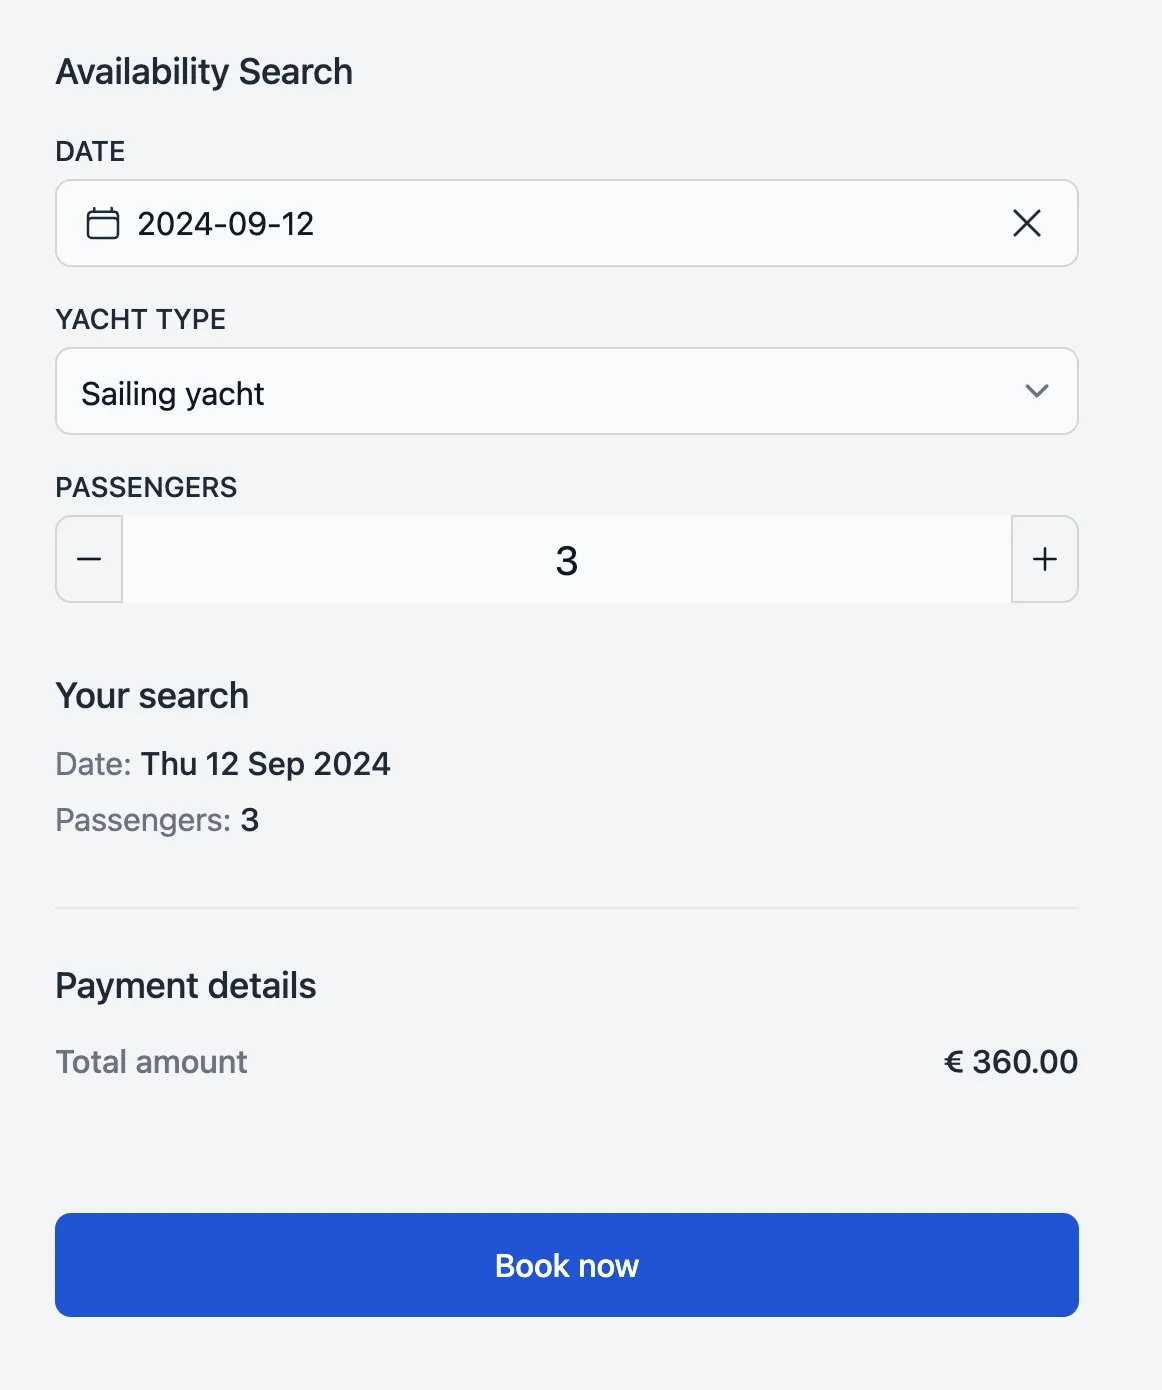 Availability Search
DATE
2024-09-12
YACHT TYPE
Sailing yacht
PASSENGERS
3
Your search
Date: Thu 12 Sep 2024
Passengers: 3
Payment details
Total amount € 360.00
Book now